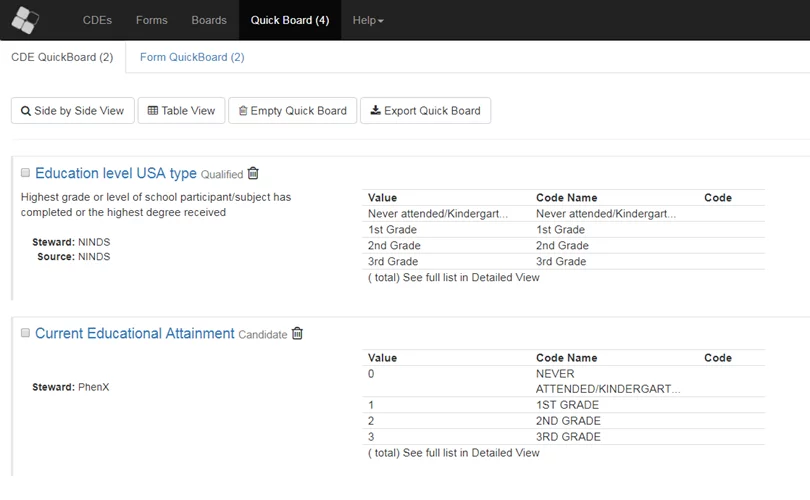 CDEs Forms Boards Quick Board (4) Help
CDE QuickBoard (2) Form QuickBoard (2)
Side by Side View Table View Empty Quick Board Export Quick Board
Education level USA type Qualified
Highest grade or level of school participant/subject has
completed or the highest degree received
Steward: NINDS
Source: NINDS
Value Code Name Code
Never attended/Kindergart... Never attended/Kindergart...
1st Grade 1st Grade
2nd Grade 2nd Grade
3rd Grade 3rd Grade
( total) See full list in Detailed View
Current Educational Attainment Candidate
Steward: PhenX
Value Code Name Code
0 NEVER
ATTENDED/KINDERGART...
1 1ST GRADE
2 2ND GRADE
3 3RD GRADE
( total) See full list in Detailed View